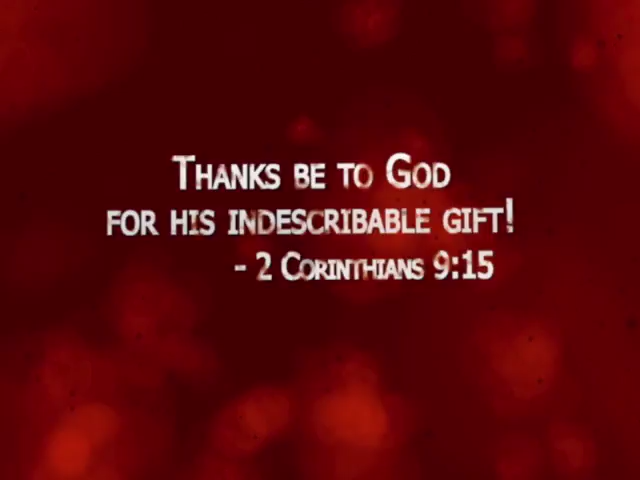 Thanks be to God
for his indescribable gift!
- 2 Corinthians 9:15